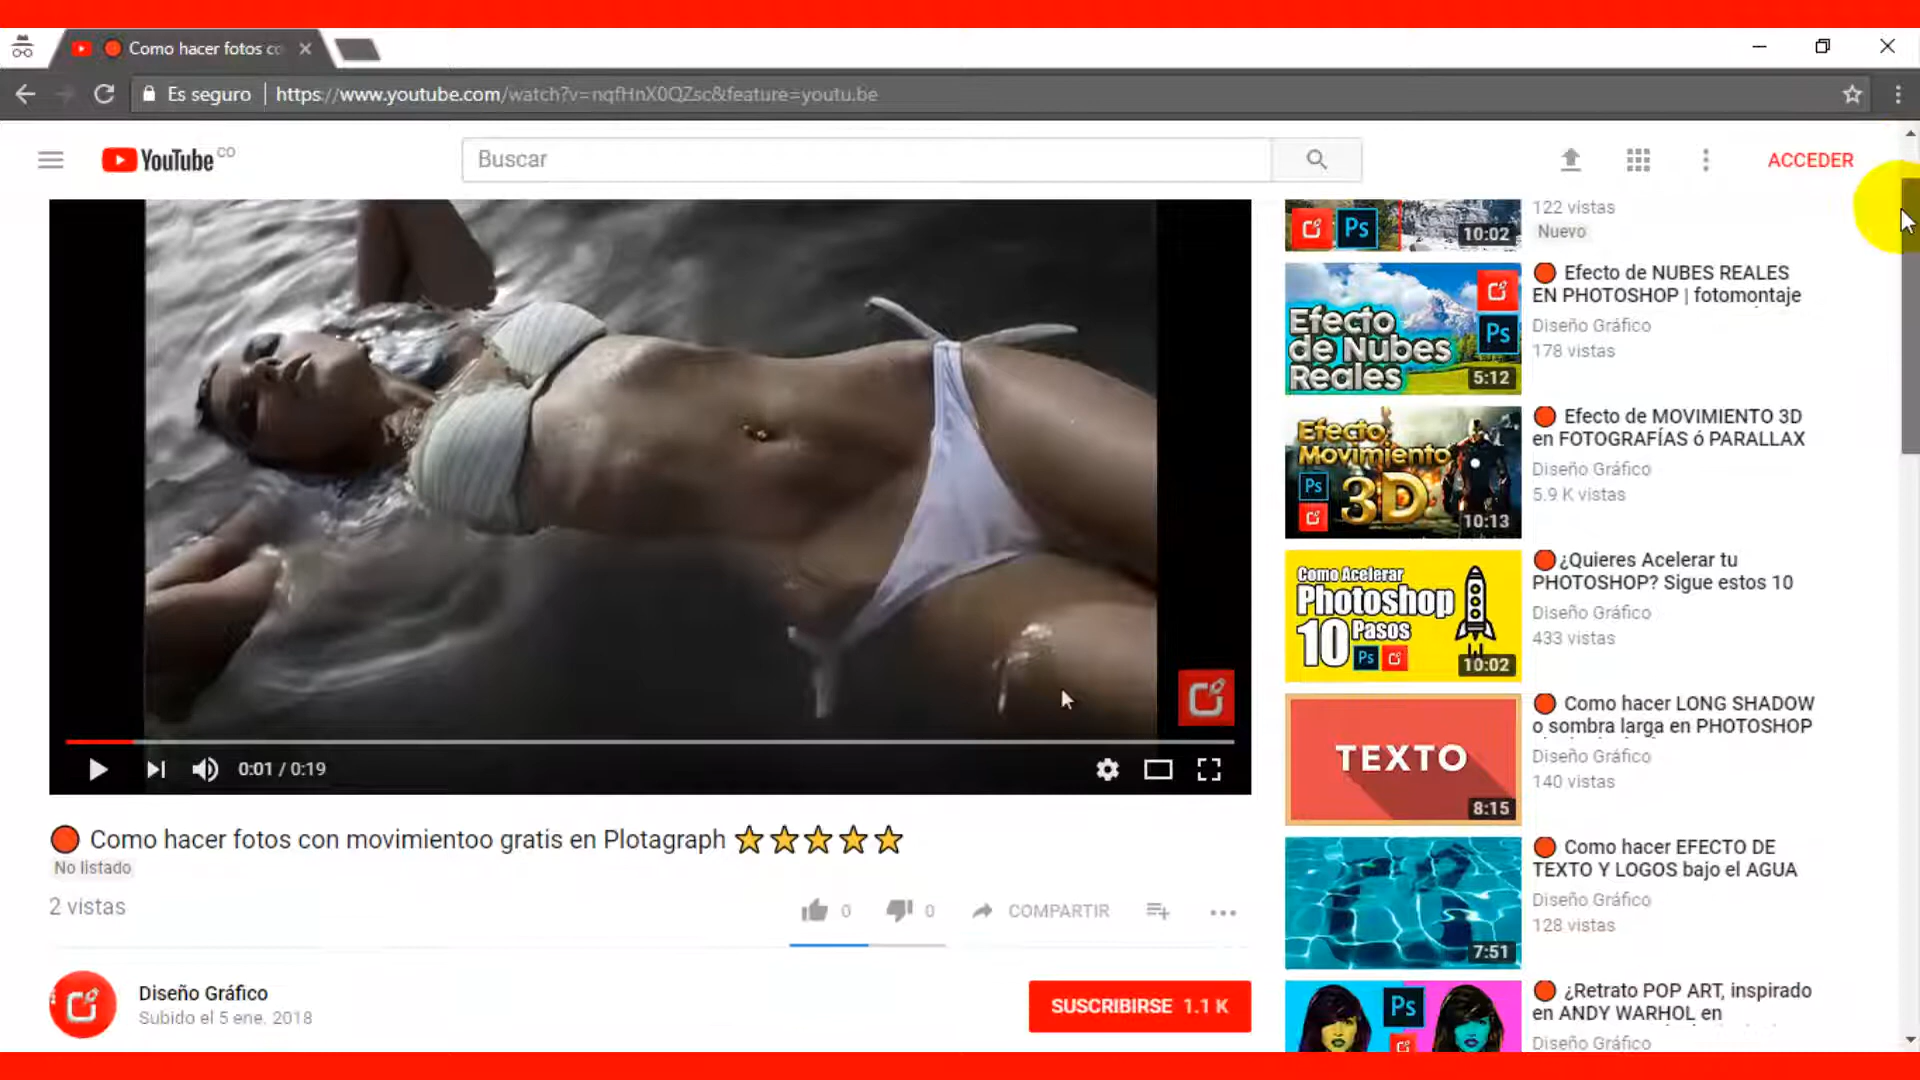 Como hacer fotos co
Es seguro
https://www.youtube.com/watch?v=nqfHnX0QZsc&feature=youtu.be
YouTube CO
Buscar
ACCEDER
Ps
10:02
122 vistas
Nuevo
Efecto
de Nubes
Reales
Ps
5:12
Efecto de NUBES REALES
EN PHOTOSHOP | fotomontaje
Diseño Gráfico
178 vistas
Efecto
Movimiento
3D
Ps
10:13
Efecto de MOVIMIENTO 3D
en FOTOGRAFÍAS ó PARALLAX
Diseño Gráfico
5.9 K vistas
Como Acelerar
Photoshop
10 Pasos
Ps
10:02
¿Quieres Acelerar tu
PHOTOSHOP? Sigue estos 10
Diseño Gráfico
433 vistas
TEXTO
8:15
Como hacer LONG SHADOW
o sombra larga en PHOTOSHOP
Diseño Gráfico
140 vistas
7:51
Como hacer EFECTO DE
TEXTO Y LOGOS bajo el AGUA
Diseño Gráfico
128 vistas
Ps
¿Retrato POP ART, inspirado
en ANDY WARHOL en
Diseño Gráfico
0:01 / 0:19
Como hacer fotos con movimientoo gratis en Plotagraph
No listado
2 vistas
0
0
COMPARTIR
Diseño Gráfico
Subido el 5 ene. 2018
SUSCRIBIRSE 1.1 K